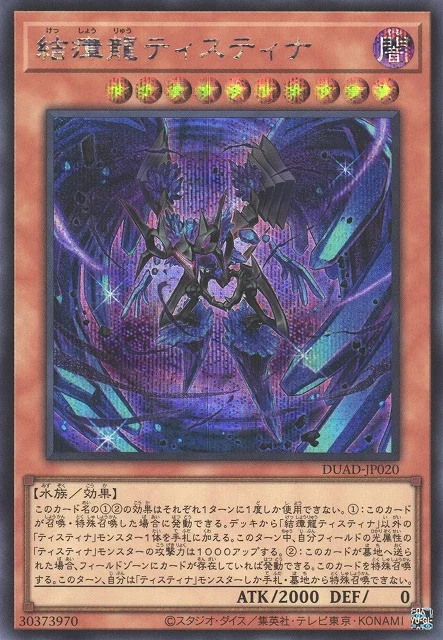 けっ しょう りゅう
結瀵龍ティスティナ
闇
DUAD-JP020
【水族／効果】
このカード名の①②の効果はそれぞれ１ターンに１度しか使用できない。①：このカード
が召喚・特殊召喚した場合に発動できる。デッキから「結瀵龍ティスティナ」以外の
「ティスティナ」モンスター１体を手札に加える。このターン中、自分フィールドの光属性
「ティスティナ」モンスターの攻撃力は１０００アップする。②：このカードが墓地へ送ら
れた場合、フィールドゾーンにカードが存在していれば発動できる。このカードを特殊召喚
する。このターン、自分は「ティスティナ」モンスターしか手札・墓地から特殊召喚できない。
ATK/2000 DEF/ 0
30373970
©スタジオ・ダイス／集英社・テレビ東京・KONAMI